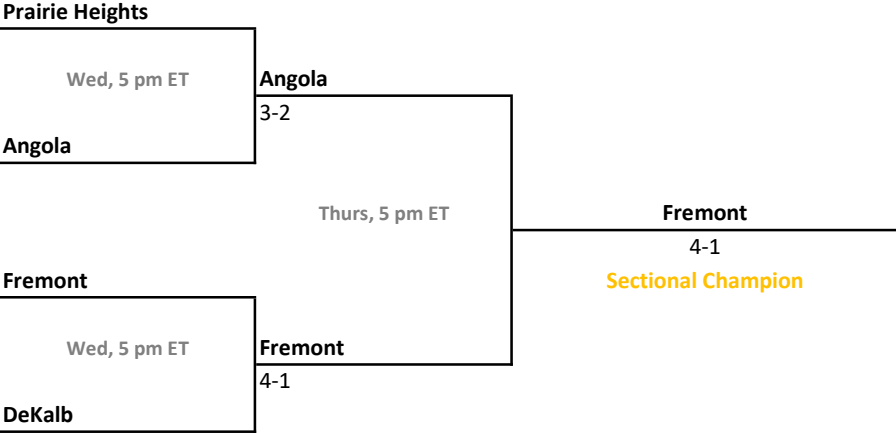 Prairie Heights
Wed, 5 pm ET
Angola
3-2
Angola
Thurs, 5 pm ET
Fremont
4-1
Sectional Champion
Fremont
Wed, 5 pm ET
Fremont
4-1
DeKalb